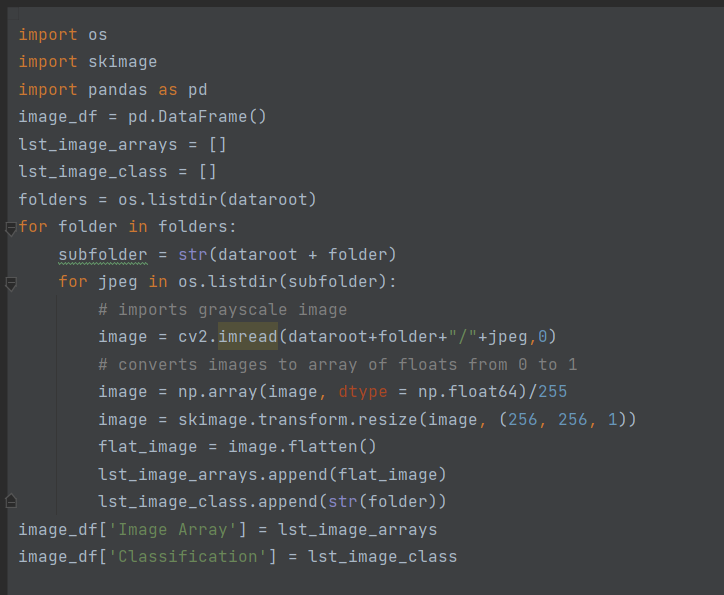 import os
import skimage
import pandas as pd
image_df = pd.DataFrame()
lst_image_arrays = []
lst_image_class = []
folders = os.listdir(dataroot)
for folder in folders:
    subfolder = str(dataroot + folder)
    for jpeg in os.listdir(subfolder):
        # imports grayscale image
        image = cv2.imread(dataroot+folder+"/"+jpeg,0)
        # converts images to array of floats from 0 to 1
        image = np.array(image, dtype = np.float64)/255
        image = skimage.transform.resize(image, (256, 256, 1))
        flat_image = image.flatten()
        lst_image_arrays.append(flat_image)
        lst_image_class.append(str(folder))
image_df['Image Array'] = lst_image_arrays
image_df['Classification'] = lst_image_class